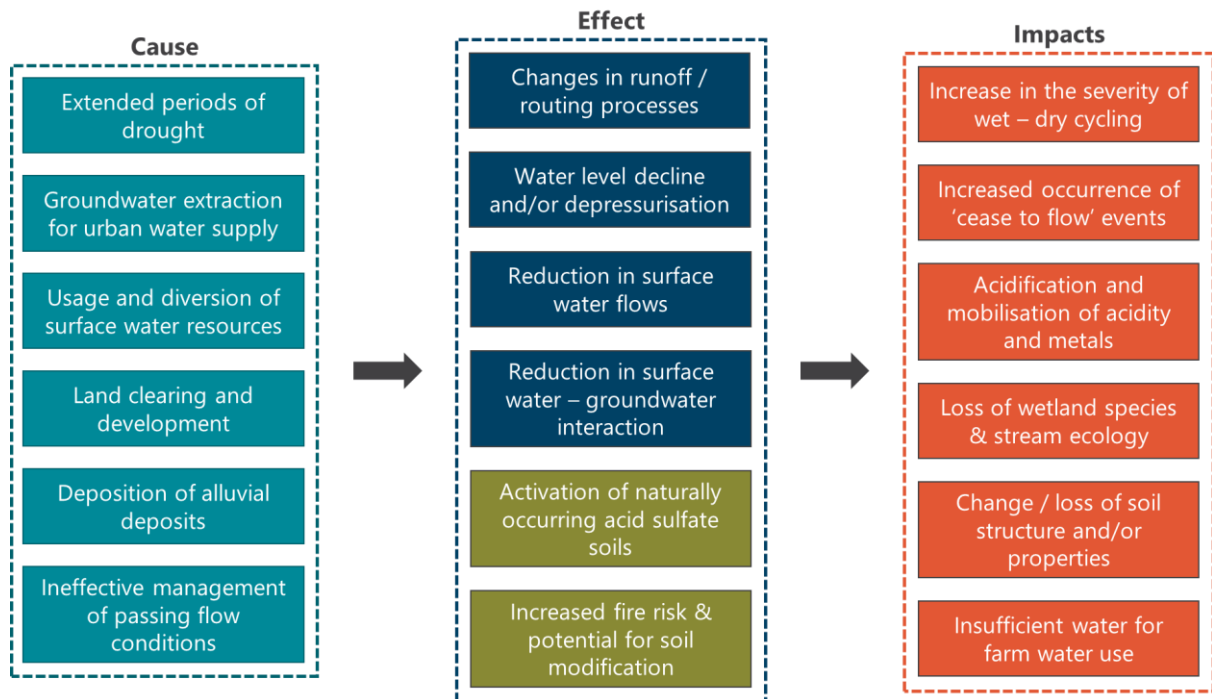 Cause
Extended periods of
drought
Groundwater extraction
for urban water supply
Usage and diversion of
surface water resources
Land clearing and
development
Deposition of alluvial
deposits
Ineffective management
of passing flow
conditions
Effect
Changes in runoff /
routing processes
Water level decline
and/or depressurisation
Reduction in surface
water flows
Reduction in surface
water – groundwater
interaction
Activation of naturally
occurring acid sulfate
soils
Increased fire risk &
potential for soil
modification
Impacts
Increase in the severity of
wet – dry cycling
Increased occurrence of
‘cease to flow’ events
Acidification and
mobilisation of acidity
and metals
Loss of wetland species
& stream ecology
Change / loss of soil
structure and/or
properties
Insufficient water for
farm water use